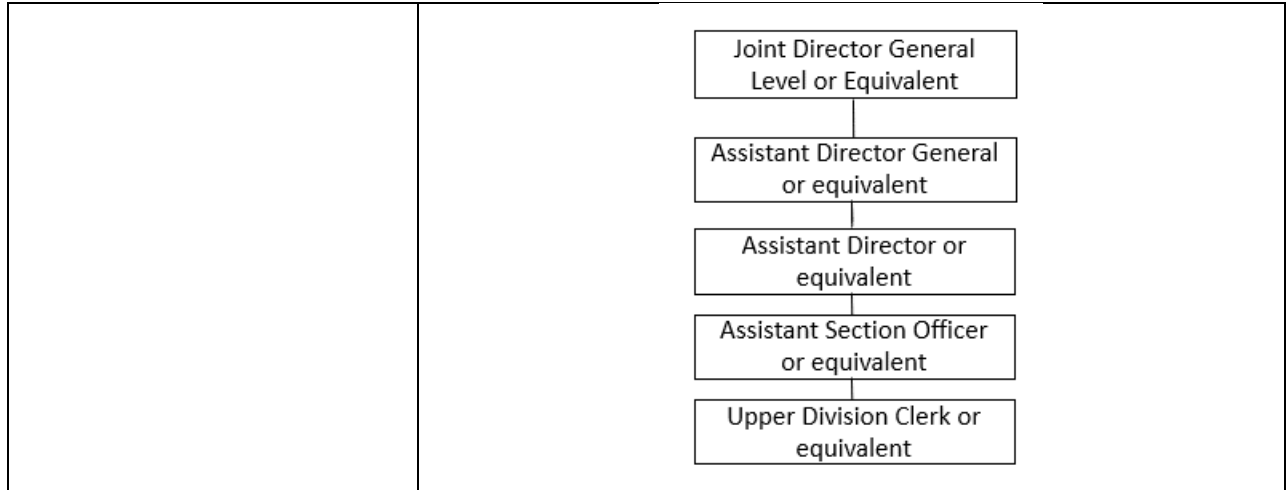 Joint Director General
Level or Equivalent
Assistant Director General
or equivalent
Assistant Director or
equivalent
Assistant Section Officer
or equivalent
Upper Division Clerk or
equivalent